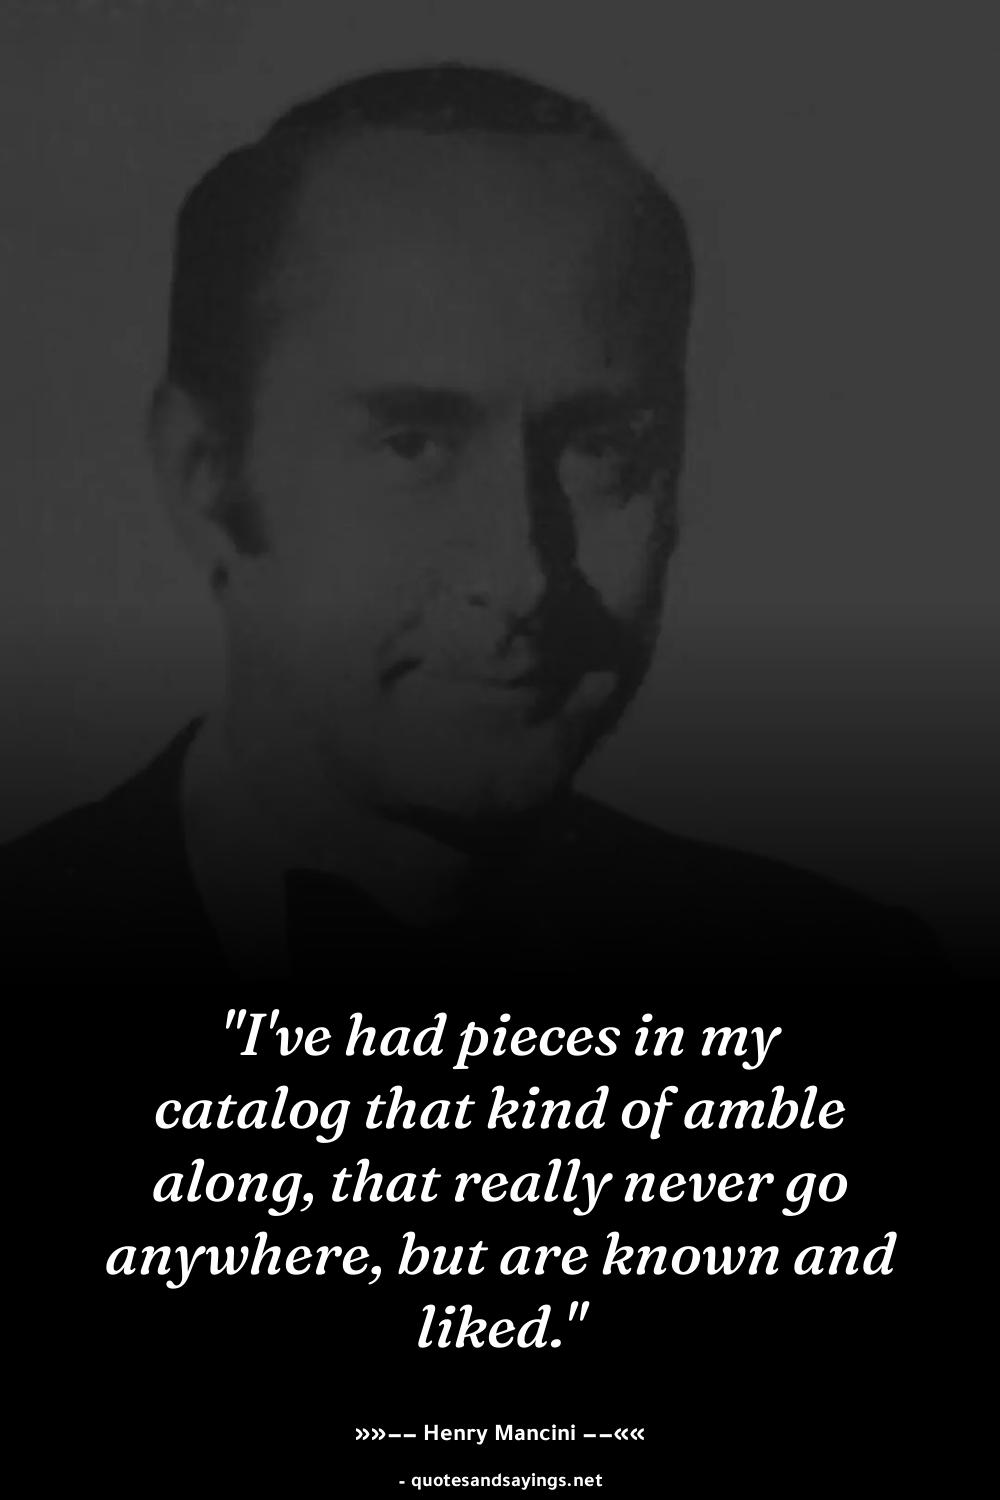 "I've had pieces in my
catalog that kind of amble
along, that really never go
anywhere, but are known and
liked."
»»−− Henry Mancini −−««
- quotesandsayings.net